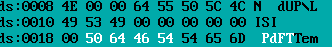 ds:0008 4E 00 00 64 55 50 5C 4C N  dUP\L
ds:0010 49 53 49 00 00 00 00 00 ISI
ds:0018 00 50 64 46 54 54 65 6D  PdFTTem